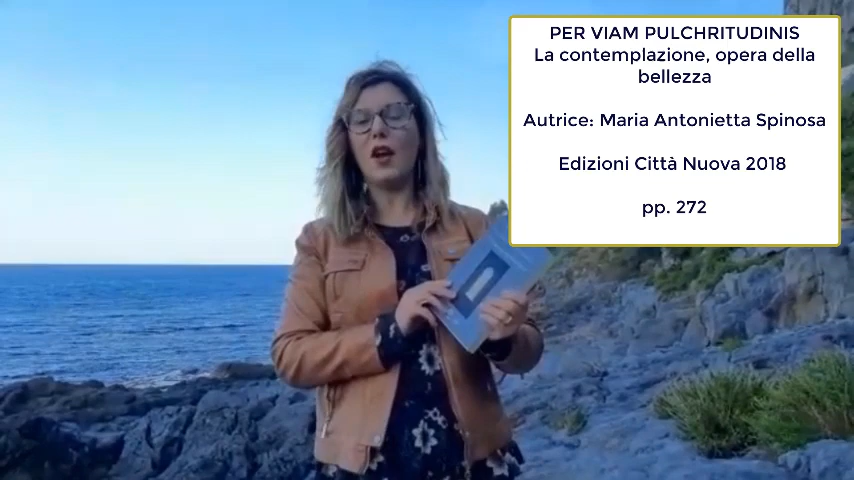 PER VIAM PULCHRITUDINIS
La contemplazione, opera della
bellezza
Autrice: Maria Antonietta Spinosa
Edizioni Città Nuova 2018
pp. 272